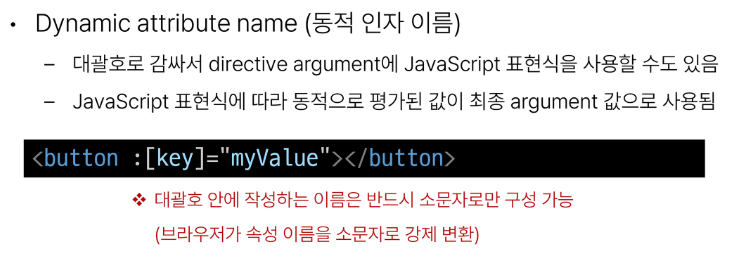 • Dynamic attribute name (동적 인자 이름)
– 대괄호로 감싸서 directive argument에 JavaScript 표현식을 사용할 수도 있음
– JavaScript 표현식에 따라 동적으로 평가된 값이 최종 argument 값으로 사용됨
<button :[key]="myValue"></button>
❖ 대괄호 안에 작성하는 이름은 반드시 소문자로만 구성 가능
(브라우저가 속성 이름을 소문자로 강제 변환)